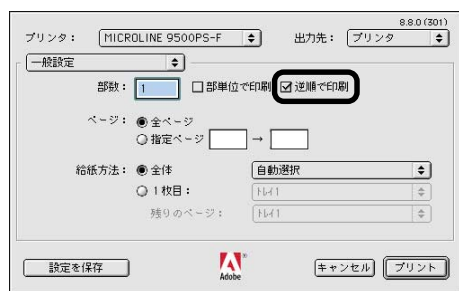 8.8.0 (301)
プリンタ： MICROLINE 9500PS-F 出力先： プリンタ
一般設定
部数： 1 部単位で印刷 逆順で印刷
ページ： 全ページ
指定ページ →
給紙方法： 全体 自動選択
1 枚目： トレイ1
残りのページ： トレイ1
設定を保存 Adobe キャンセル プリント